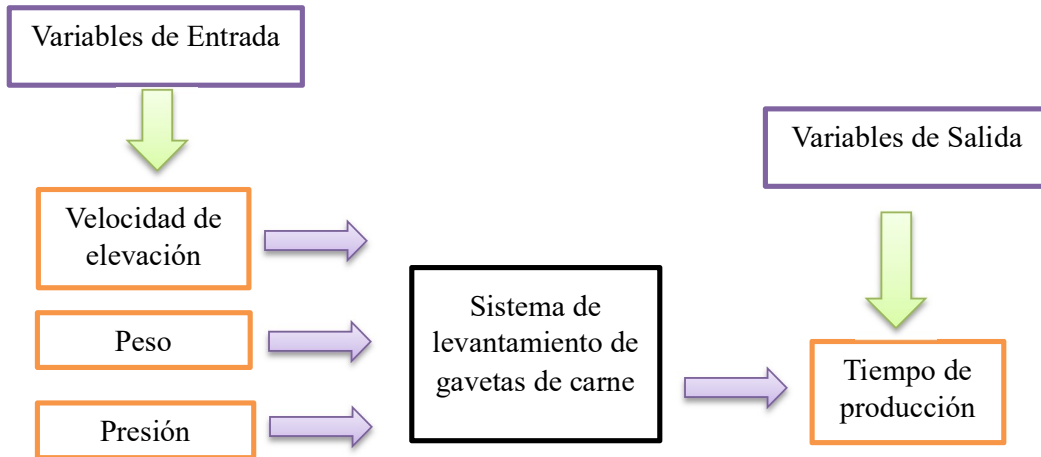 Variables de Entrada
Variables de Salida
Velocidad de
elevación
Peso
Presión
Sistema de
levantamiento de
gavetas de carne
Tiempo de
producción